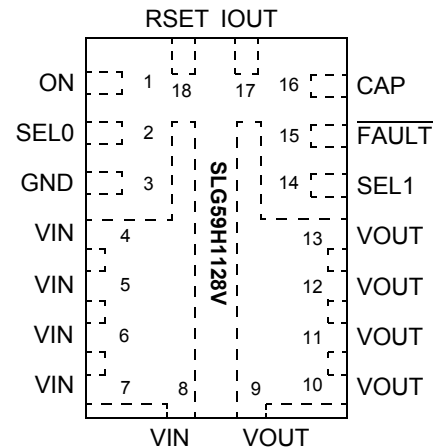 RSET IOUT
ON 1 18 17 16 CAP
SEL0 2 15 FAULT
GND 3 14 SEL1
VIN 4 13 VOUT
VIN 5 12 VOUT
VIN 6 11 VOUT
VIN 7 8 9 10 VOUT
SLG59H1128V
VIN VOUT